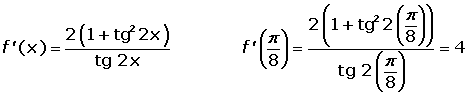 f'(x) = 2(1 + tg² 2x) / tg 2x    f'(π/8) = 2(1 + tg² 2(π/8)) / tg 2(π/8) = 4